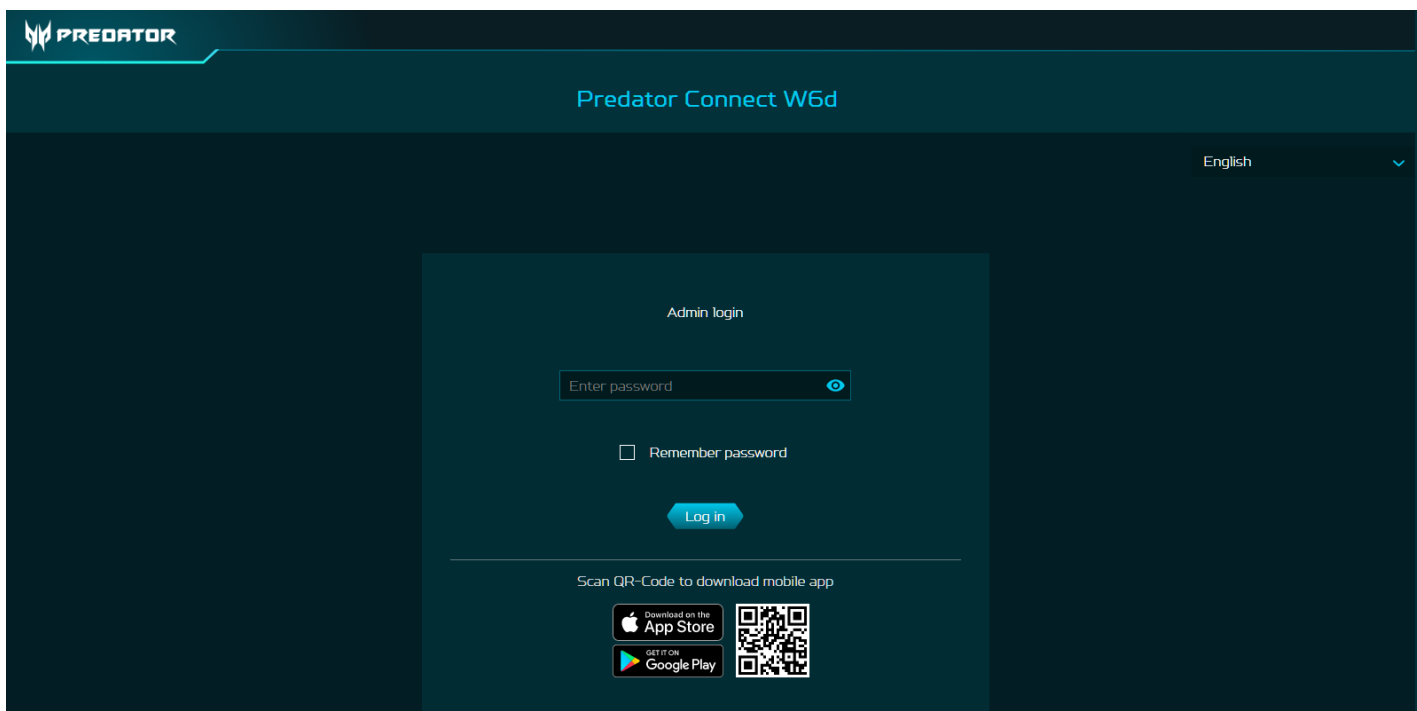 PREDATOR
Predator Connect W6d
English
Admin login
Enter password
Remember password
Log in
Scan QR-Code to download mobile app
Download on the
App Store
GET IT ON
Google Play